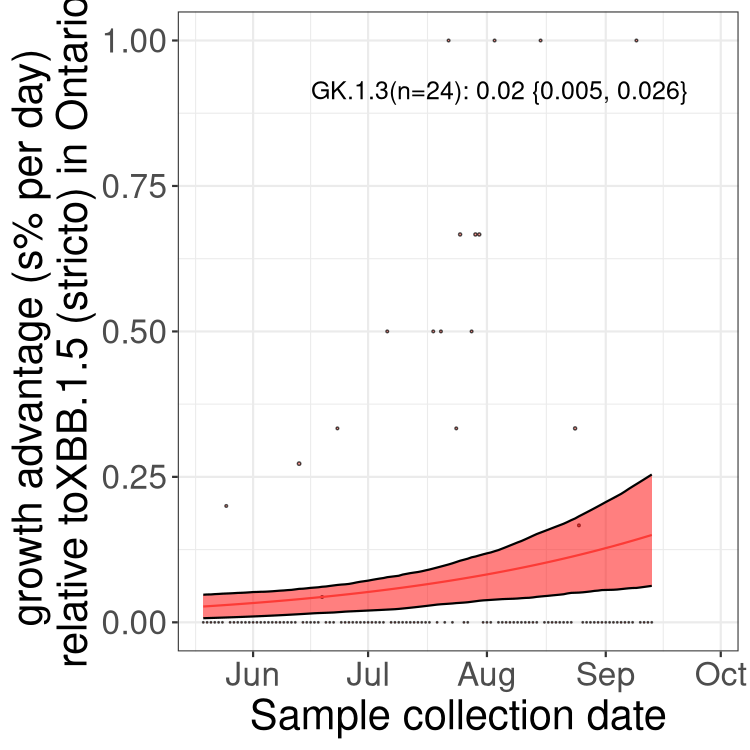 growth advantage (s% per day)
relative toXBB.1.5 (stricto) in Ontario
1.00
0.75
0.50
0.25
0.00
GK.1.3(n=24): 0.02 {0.005, 0.026}
Jun
Jul
Aug
Sep
Oct
Sample collection date